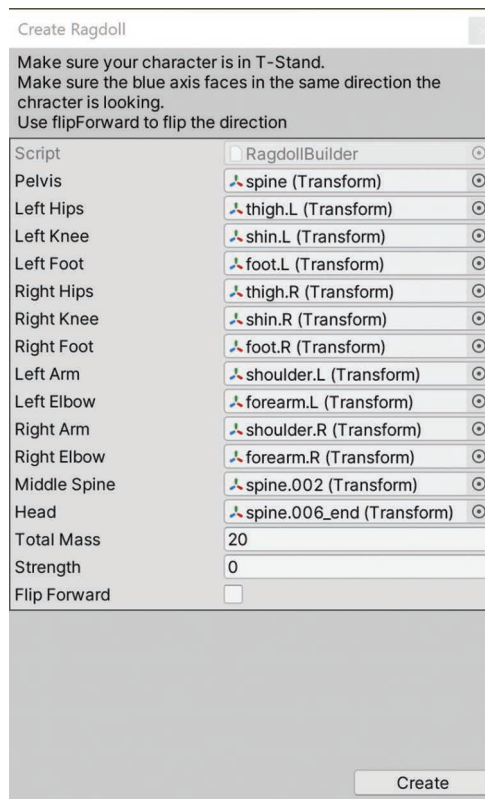 Create Ragdoll
Make sure your character is in T-Stand.
Make sure the blue axis faces in the same direction the
chracter is looking.
Use flipForward to flip the direction
Script RagdollBuilder
Pelvis spine (Transform)
Left Hips thigh.L (Transform)
Left Knee shin.L (Transform)
Left Foot foot.L (Transform)
Right Hips thigh.R (Transform)
Right Knee shin.R (Transform)
Right Foot foot.R (Transform)
Left Arm shoulder.L (Transform)
Left Elbow forearm.L (Transform)
Right Arm shoulder.R (Transform)
Right Elbow forearm.R (Transform)
Middle Spine spine.002 (Transform)
Head spine.006_end (Transform)
Total Mass 20
Strength 0
Flip Forward
Create